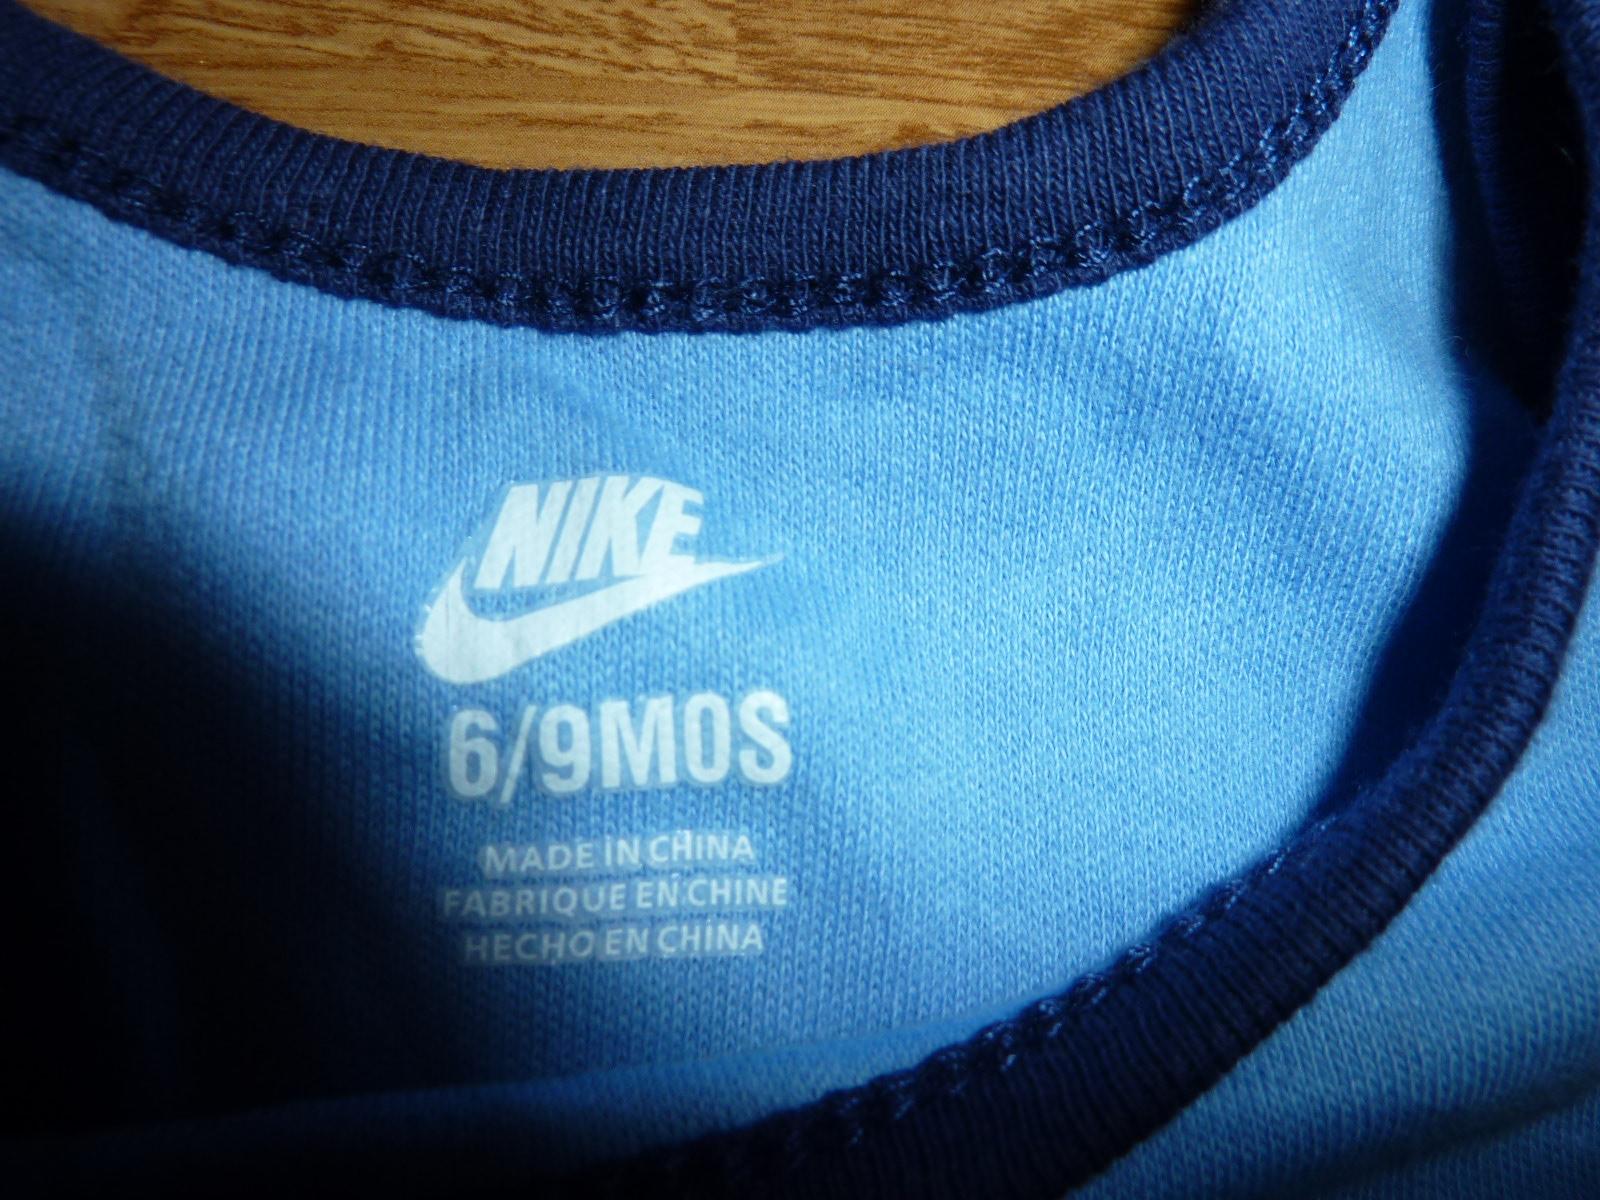 NIKE
6/9MOS
MADE IN CHINA
FABRIQUE EN CHINE
HECHO EN CHINA